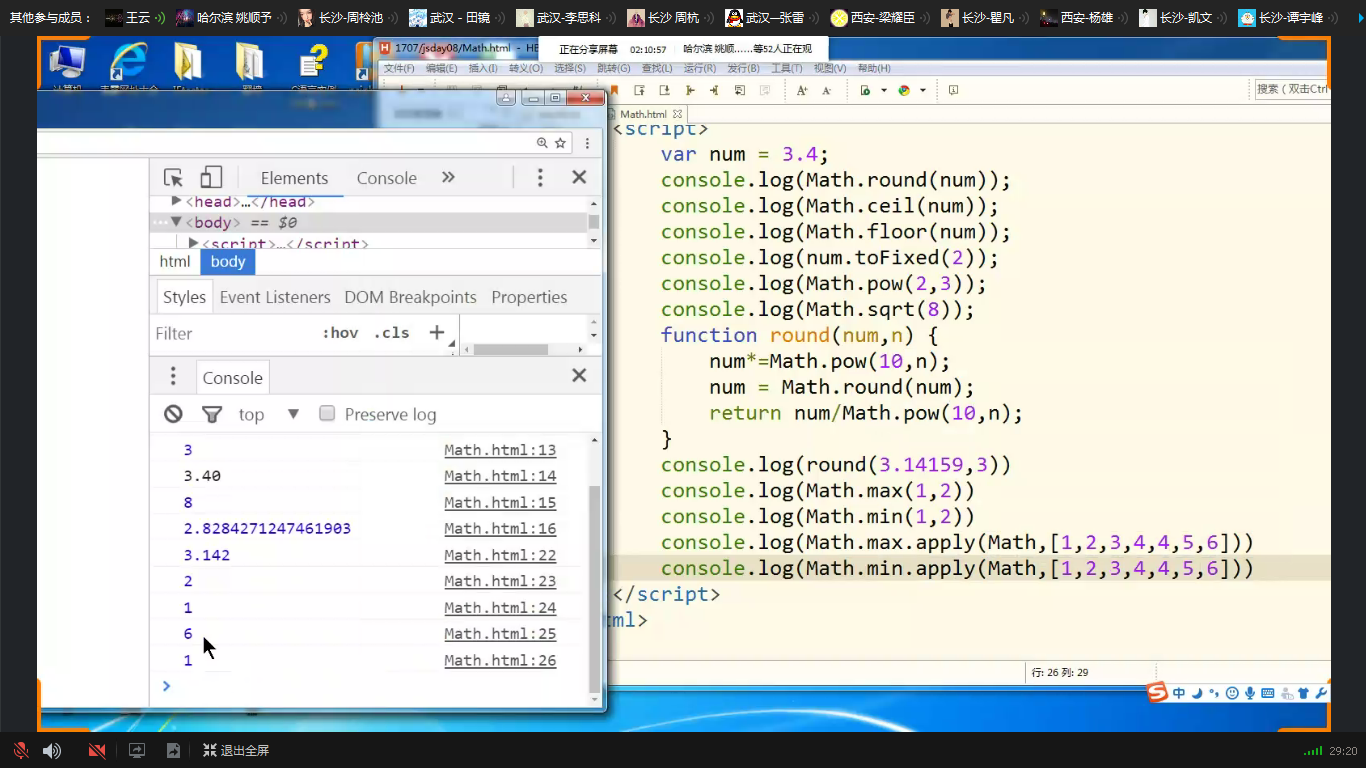 其他参与成员：
王云
哈尔滨 姚顺予
长沙-周柃池
武汉 - 田镜
武汉-李思科
长沙 周杭
武汉—张雷
西安-梁耀臣
长沙-瞿凡
西安-杨雄
长沙-凯文
长沙-谭宇峰
1707/jsday08/Math.html - HB
正在分享屏幕 02:10:57 哈尔滨 姚顺......等52人正在观
文件(F) 编辑(E) 插入(I) 转义(O) 选择(S) 跳转(G) 查找(L) 运行(R) 发行(B) 工具(T) 视图(V) 帮助(H)
搜索（双击Ctrl
Math.html
Elements Console »
<head>…</head>
<body> == $0
<script>…</script>
html body
Styles Event Listeners DOM Breakpoints Properties
Filter :hov .cls +
Console
top Preserve log
3 Math.html:13
3.40 Math.html:14
8 Math.html:15
2.8284271247461903 Math.html:16
3.142 Math.html:22
2 Math.html:23
1 Math.html:24
6 Math.html:25
1 Math.html:26
<script>
var num = 3.4;
console.log(Math.round(num));
console.log(Math.ceil(num));
console.log(Math.floor(num));
console.log(num.toFixed(2));
console.log(Math.pow(2,3));
console.log(Math.sqrt(8));
function round(num,n) {
num*=Math.pow(10,n);
num = Math.round(num);
return num/Math.pow(10,n);
}
console.log(round(3.14159,3))
console.log(Math.max(1,2))
console.log(Math.min(1,2))
console.log(Math.max.apply(Math,[1,2,3,4,4,5,6]))
console.log(Math.min.apply(Math,[1,2,3,4,4,5,6]))
</script>
ml>
行: 26 列: 29
中
退出全屏
29:20